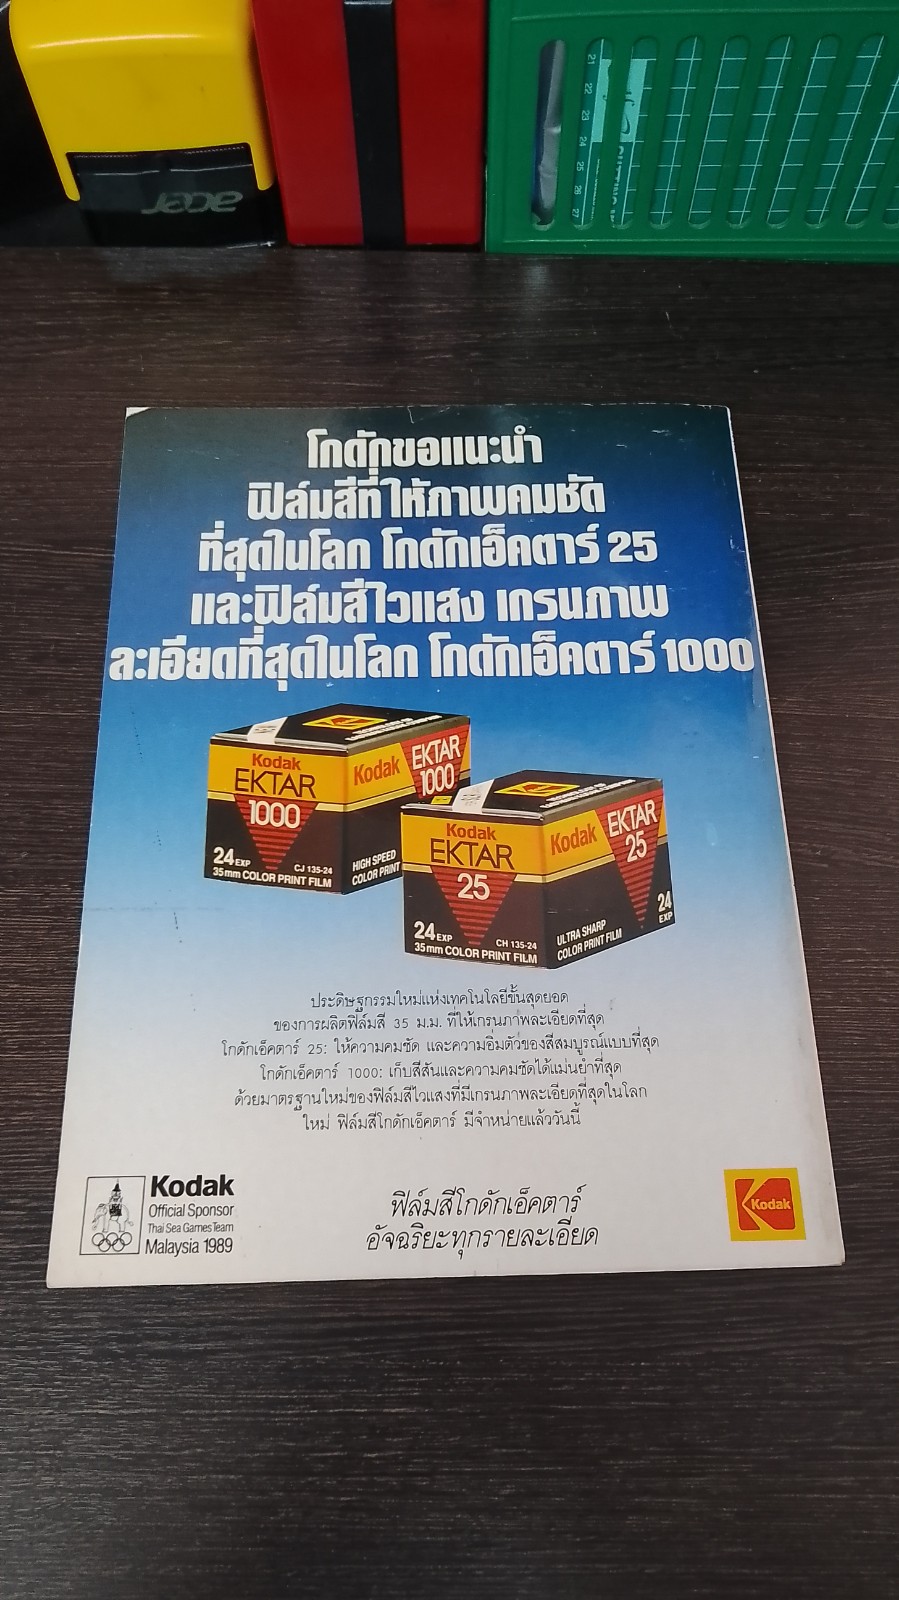 acer
21
22
23
24
25
26
27
โกดักขอแนะนำ
ฟิล์มสีที่ให้ภาพคมชัด
ที่สุดในโลก โกดักเอ็คตาร์ 25
และฟิล์มสีไวแสง เกรนภาพ
ละเอียดที่สุดในโลก โกดักเอ็คตาร์ 1000
Kodak
EKTAR
1000
24 EXP
CJ 135-24
35mm COLOR PRINT FILM
Kodak
EKTAR
1000
HIGH SPEED
COLOR PRINT
Kodak
EKTAR
25
24 EXP
CH 135-24
35mm COLOR PRINT FILM
Kodak
EKTAR
25
24
EXP
ULTRA SHARP
COLOR PRINT FILM
ประดิษฐกรรมใหม่แห่งเทคโนโลยีขั้นสุดยอด
ของการผลิตฟิล์มสี 35 ม.ม. ที่ให้เกรนภาพละเอียดที่สุด
โกดักเอ็คตาร์ 25: ให้ความคมชัด และความอิ่มตัวของสีสมบูรณ์แบบที่สุด
โกดักเอ็คตาร์ 1000: เก็บสีสันและความคมชัดได้แม่นยำที่สุด
ด้วยมาตรฐานใหม่ของฟิล์มสีไวแสงที่มีเกรนภาพละเอียดที่สุดในโลก
ใหม่ ฟิล์มสีโกดักเอ็คตาร์ มีจำหน่ายแล้ววันนี้
Kodak
Official Sponsor
Thai Sea Games Team
Malaysia 1989
ฟิล์มสีโกดักเอ็คตาร์
อัจฉริยะทุกรายละเอียด
Kodak